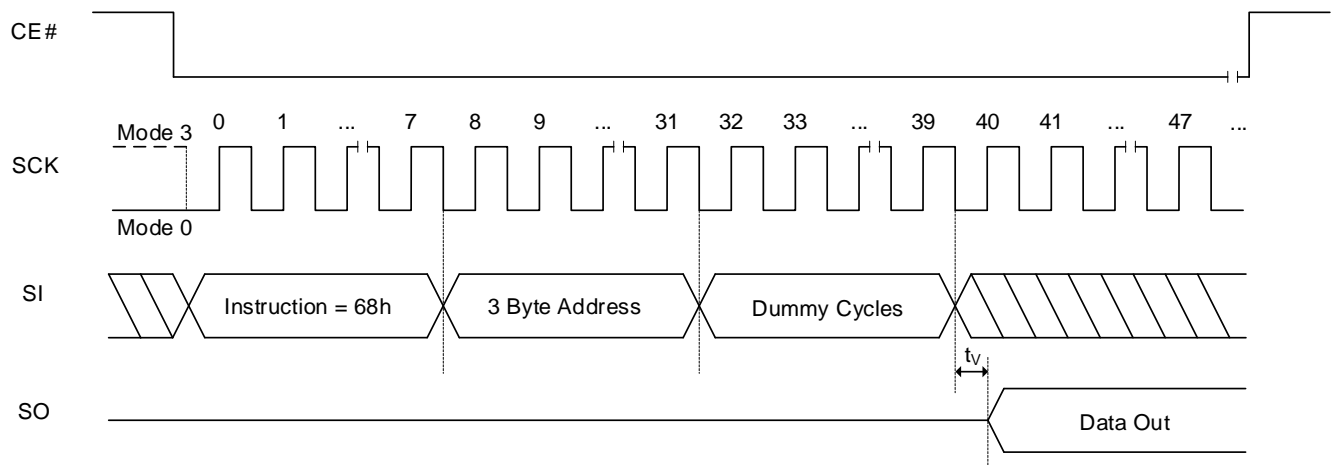 CE#
0 1 ... 7 8 9 ... 31 32 33 ... 39 40 41 ... 47 ...
Mode 3
SCK
Mode 0
SI
Instruction = 68h
3 Byte Address
Dummy Cycles
tV
SO
Data Out